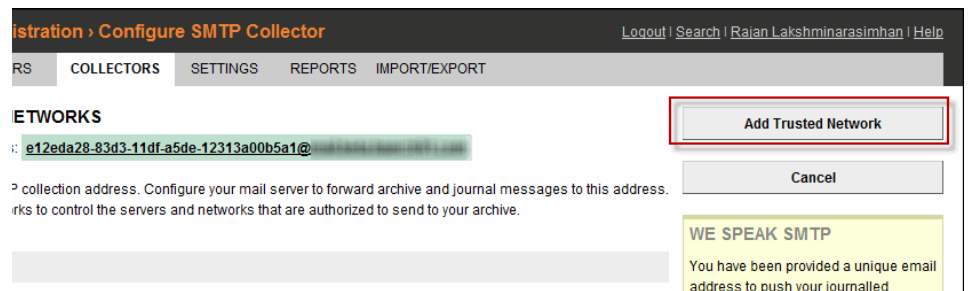 istration › Configure SMTP Collector
Logout | Search | Rajan Lakshminarasimhan | Help
RS COLLECTORS SETTINGS REPORTS IMPORT/EXPORT
ETWORKS
s: e12eda28-83d3-11df-a5de-12313a00b5a1@
P collection address. Configure your mail server to forward archive and journal messages to this address.
rks to control the servers and networks that are authorized to send to your archive.
Add Trusted Network
Cancel
WE SPEAK SMTP
You have been provided a unique email
address to push your journalled